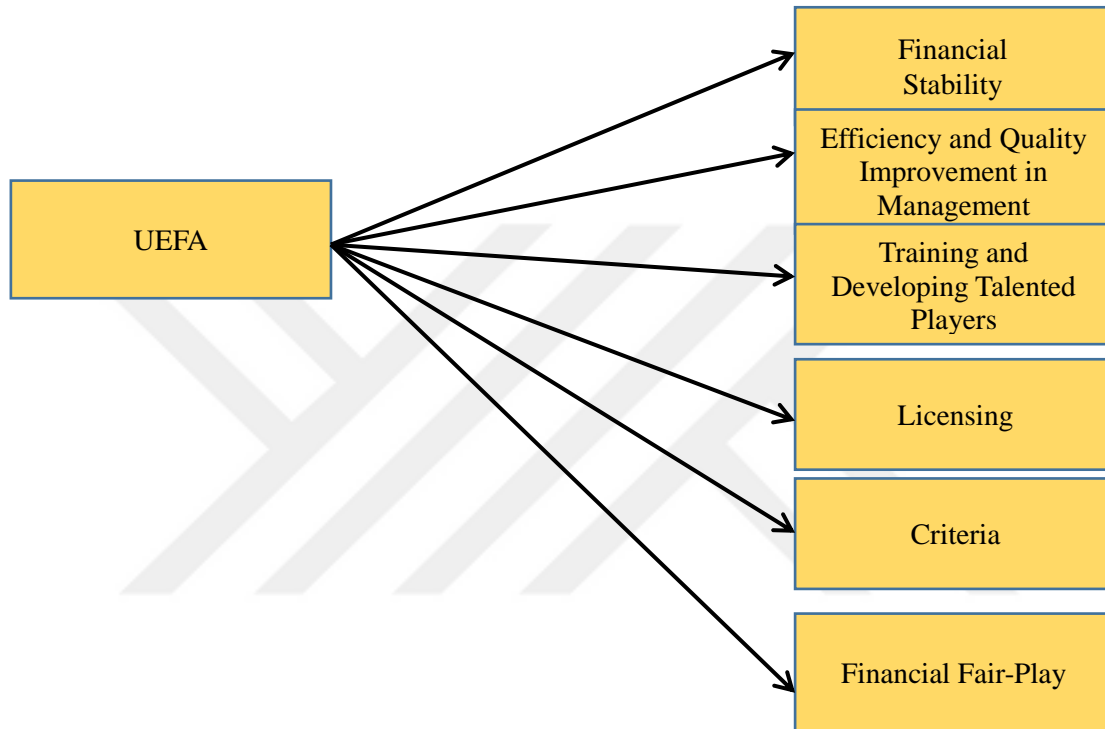 Financial
Stability
Efficiency and Quality
Improvement in
Management
UEFA
Training and
Developing Talented
Players
Licensing
Criteria
Financial Fair-Play